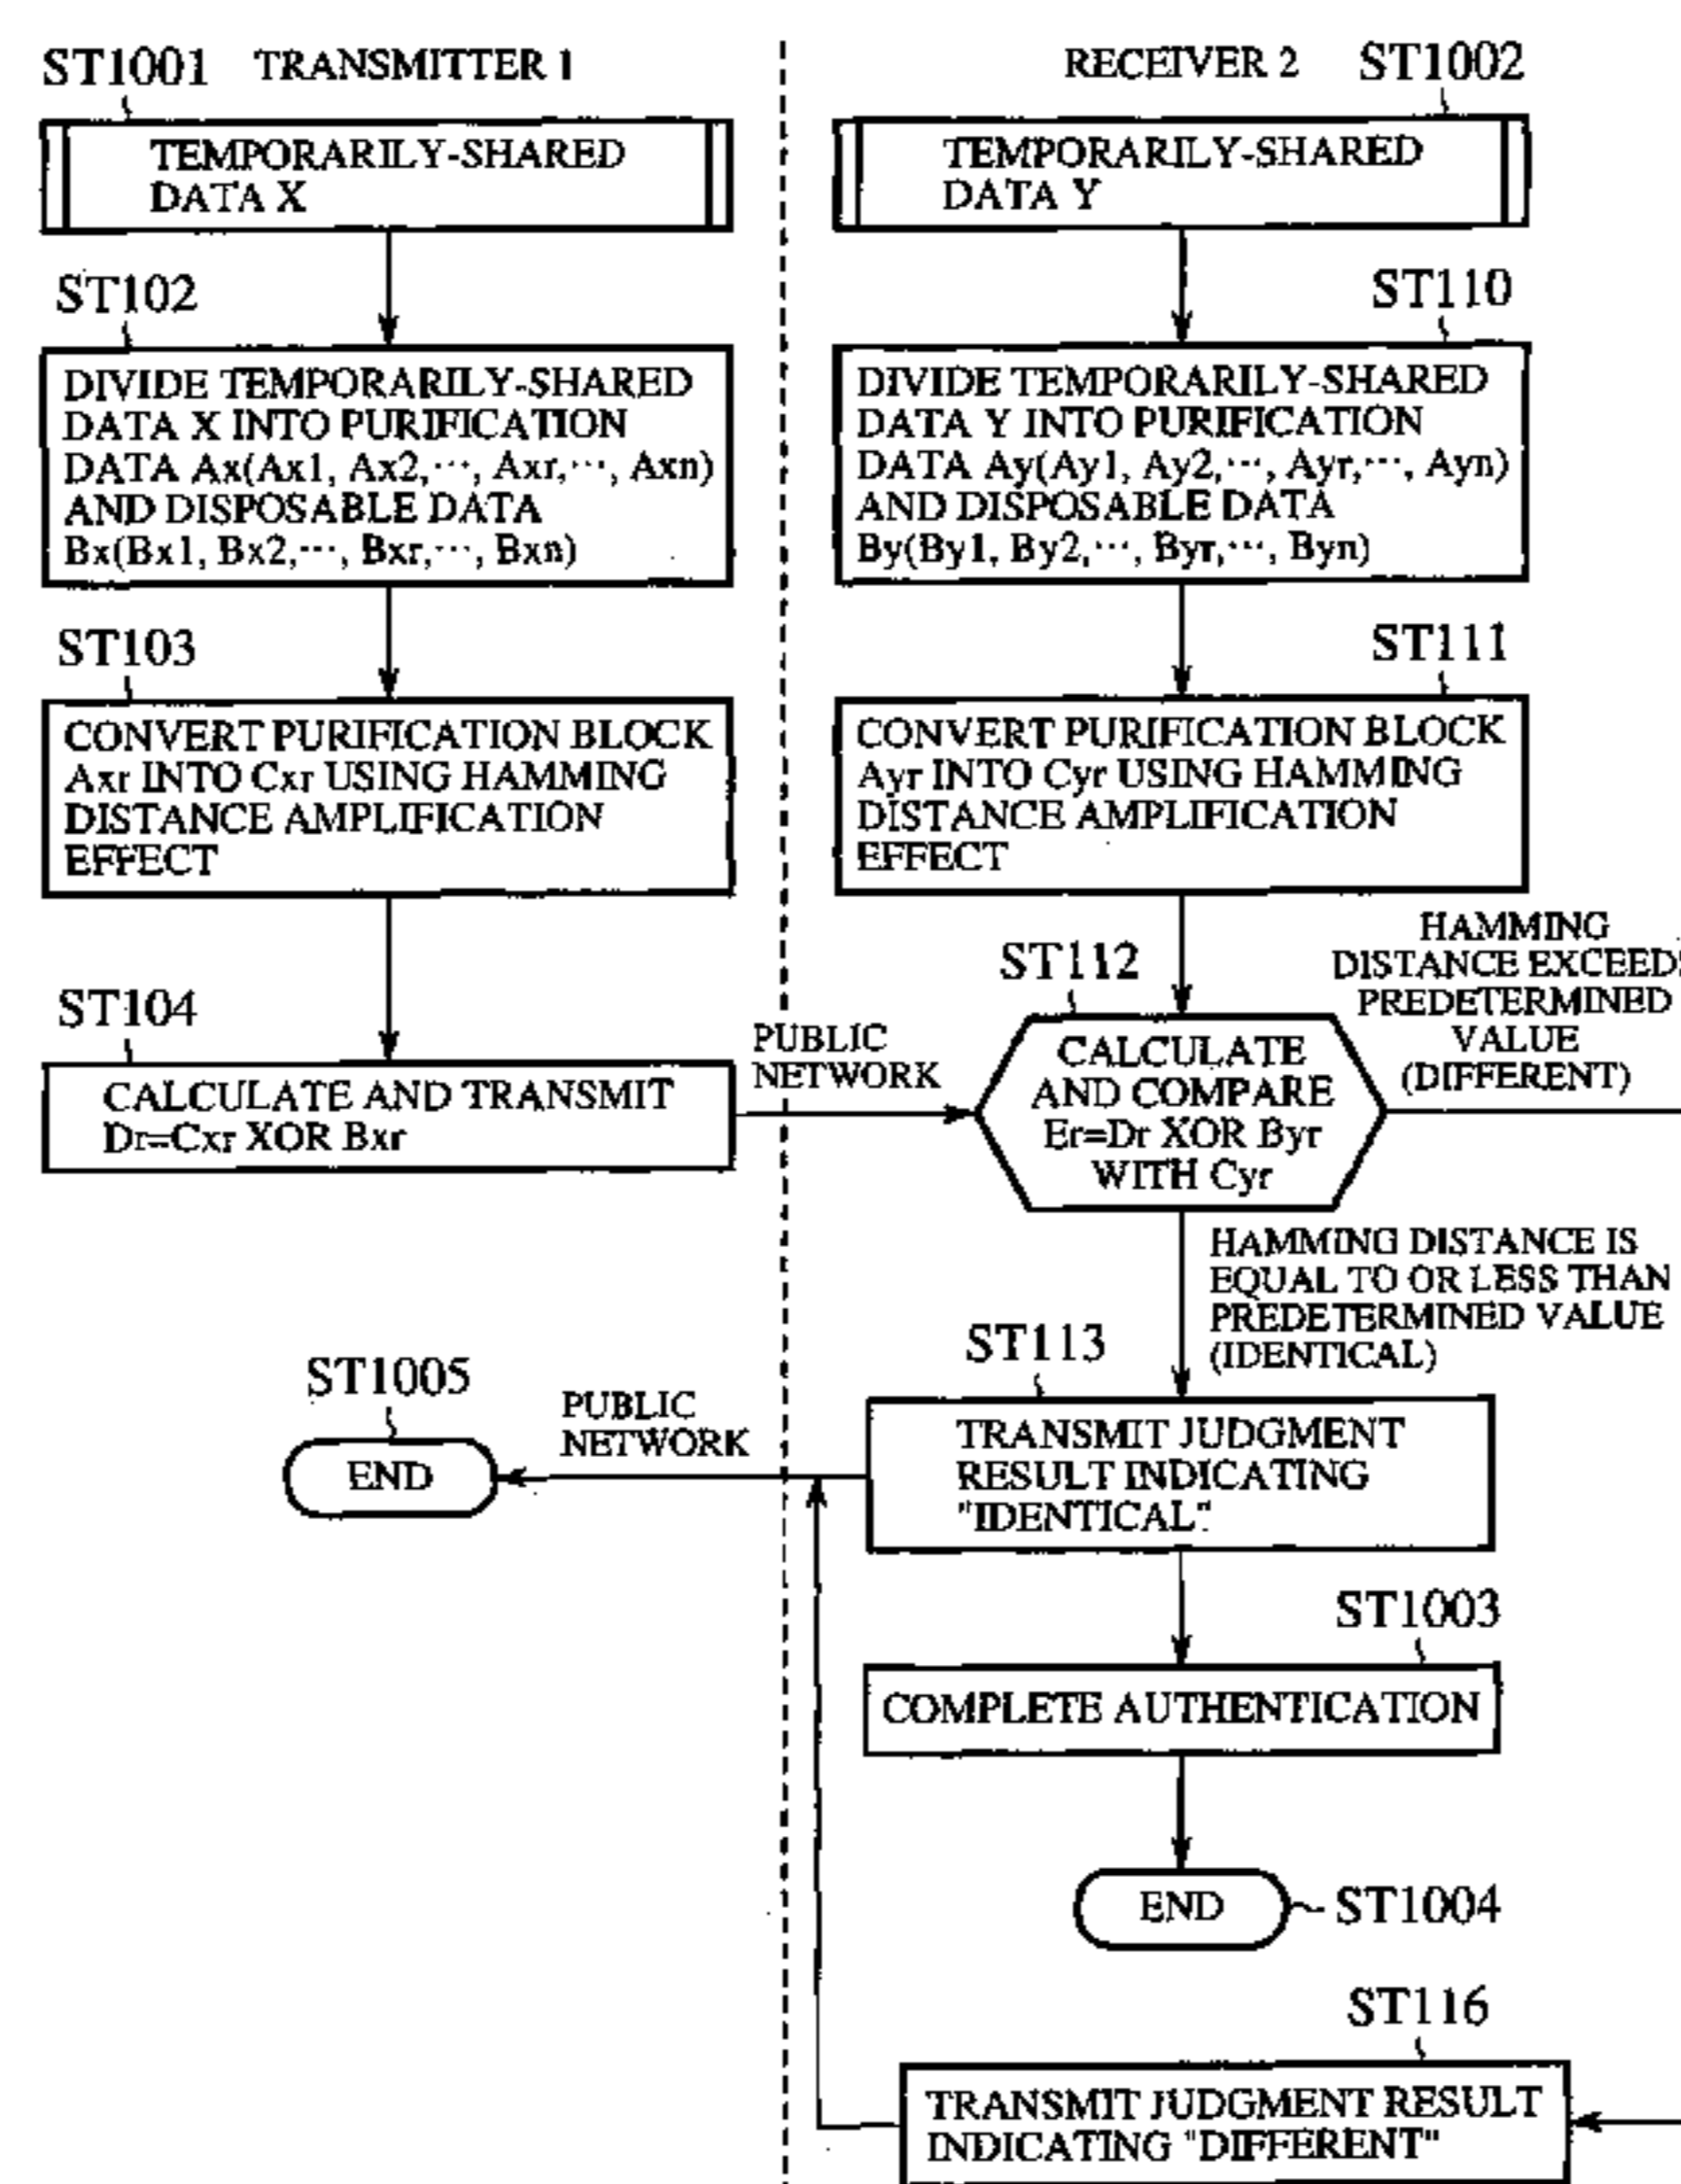 ST1001 TRANSMITTER 1
TEMPORARILY-SHARED
DATA X
ST102
DIVIDE TEMPORARILY-SHARED
DATA X INTO PURIFICATION
DATA Ax(Ax1, Ax2,···, Axr,···, Axn)
AND DISPOSABLE DATA
Bx(Bx1, Bx2,···, Bxr,···, Bxn)
ST103
CONVERT PURIFICATION BLOCK
Axr INTO Cxr USING HAMMING
DISTANCE AMPLIFICATION
EFFECT
ST104
CALCULATE AND TRANSMIT
Dr=Cxr XOR Bxr
PUBLIC
NETWORK
RECEIVER 2 ST1002
TEMPORARILY-SHARED
DATA Y
ST110
DIVIDE TEMPORARILY-SHARED
DATA Y INTO PURIFICATION
DATA Ay(Ay1, Ay2,···, Ayr,···, Ayn)
AND DISPOSABLE DATA
By(By1, By2,···, Byr,···, Byn)
ST111
CONVERT PURIFICATION BLOCK
Ayr INTO Cyr USING HAMMING
DISTANCE AMPLIFICATION
EFFECT
ST112
CALCULATE
AND COMPARE
Er=Dr XOR Byr
WITH Cyr
HAMMING
DISTANCE EXCEEDS
PREDETERMINED
VALUE
(DIFFERENT)
HAMMING DISTANCE IS
EQUAL TO OR LESS THAN
PREDETERMINED VALUE
(IDENTICAL)
ST113
TRANSMIT JUDGMENT
RESULT INDICATING
"IDENTICAL"
PUBLIC
NETWORK
ST1005
END
ST1003
COMPLETE AUTHENTICATION
END
ST1004
ST116
TRANSMIT JUDGMENT RESULT
INDICATING "DIFFERENT"